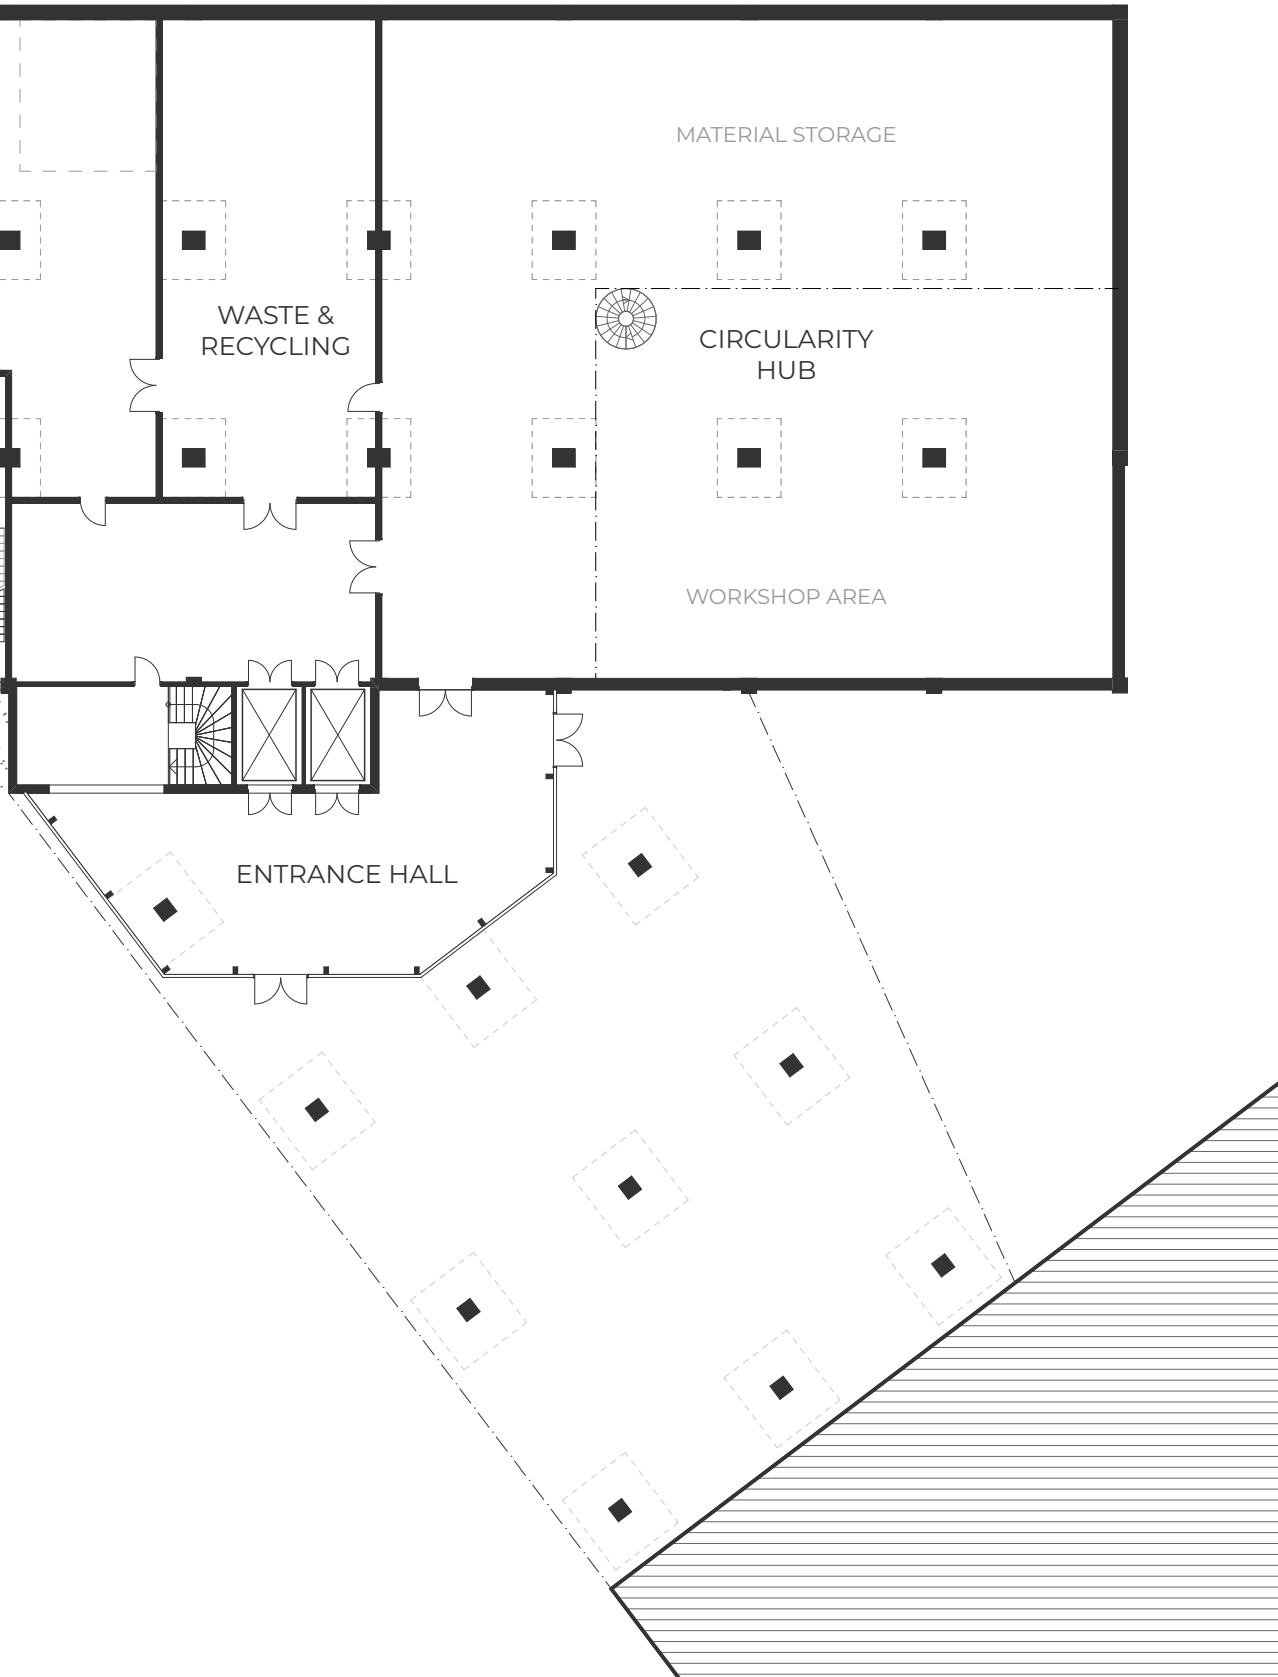 MATERIAL STORAGE
WASTE &
RECYCLING
CIRCULARITY
HUB
WORKSHOP AREA
ENTRANCE HALL